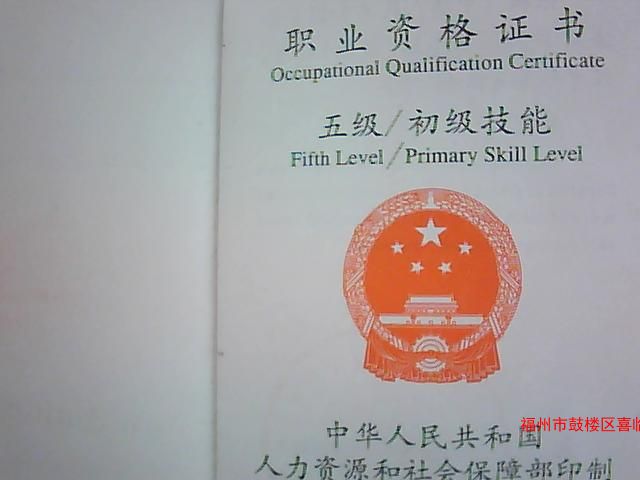 职业资格证书
Occupational Qualification Certificate
五级/初级技能
Fifth Level/Primary Skill Level
中华人民共和国
福州市鼓楼区喜临
人力资源和社会保障部印制